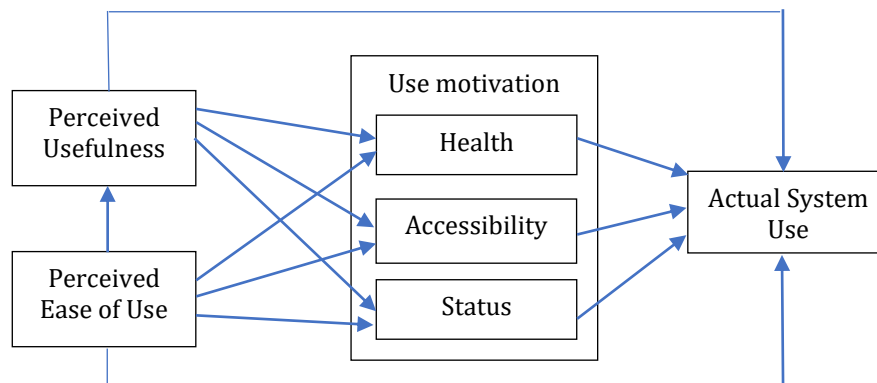 Use motivation
Perceived
Usefulness
Health
Accessibility
Actual System
Use
Perceived
Ease of Use
Status